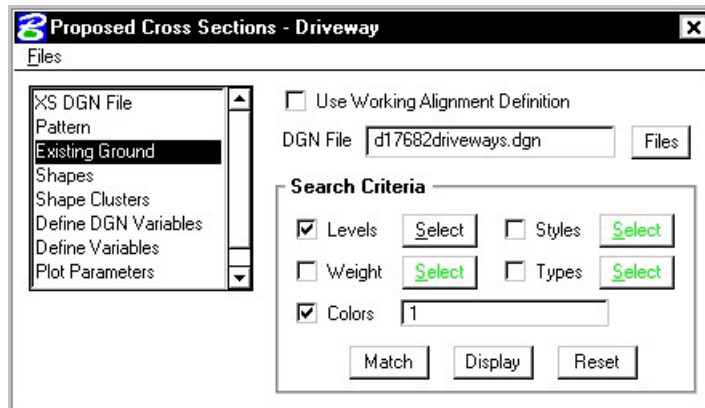 Proposed Cross Sections - Driveway
Files
XS DGN File
Pattern
Existing Ground
Shapes
Shape Clusters
Define DGN Variables
Define Variables
Plot Parameters
Use Working Alignment Definition
DGN File d17682driveways.dgn Files
Search Criteria
Levels Select Styles Select
Weight Select Types Select
Colors 1
Match Display Reset